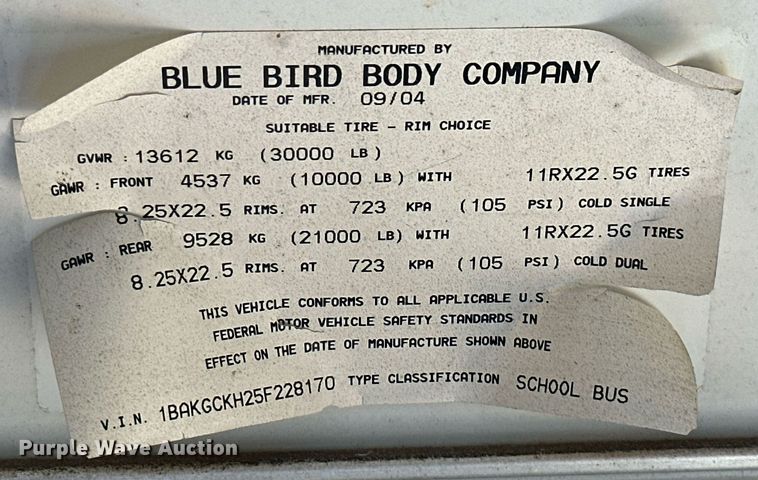 MANUFACTURED BY
BLUE BIRD BODY COMPANY
DATE OF MFR. 09/04
SUITABLE TIRE - RIM CHOICE
GVWR : 13612 KG (30000 LB)
GAWR : FRONT 4537 KG (10000 LB) WITH 11RX22.5G TIRES
8.25X22.5 RIMS. AT 723 KPA (105 PSI) COLD SINGLE
GAWR : REAR 9528 KG (21000 LB) WITH 11RX22.5G TIRES
8.25X22.5 RIMS. AT 723 KPA (105 PSI) COLD DUAL
THIS VEHICLE CONFORMS TO ALL APPLICABLE U.S.
FEDERAL MOTOR VEHICLE SAFETY STANDARDS IN
EFFECT ON THE DATE OF MANUFACTURE SHOWN ABOVE
V.I.N. 1BAKGCKH25F228170 TYPE CLASSIFICATION SCHOOL BUS
Purple Wave Auction